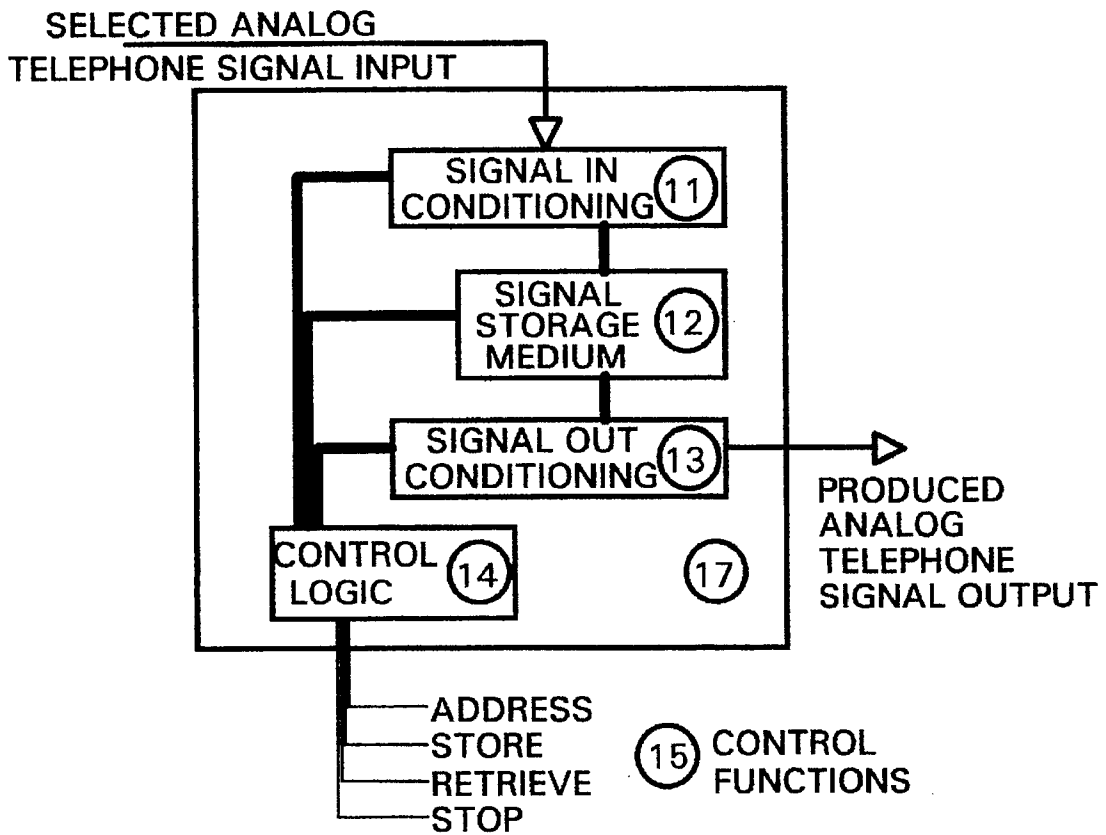 SELECTED ANALOG
TELEPHONE SIGNAL INPUT
SIGNAL IN
CONDITIONING
11
SIGNAL
STORAGE
MEDIUM
12
SIGNAL OUT
CONDITIONING
13
PRODUCED
ANALOG
TELEPHONE
SIGNAL OUTPUT
CONTROL
LOGIC
14
17
ADDRESS
STORE
RETRIEVE
STOP
15
CONTROL
FUNCTIONS